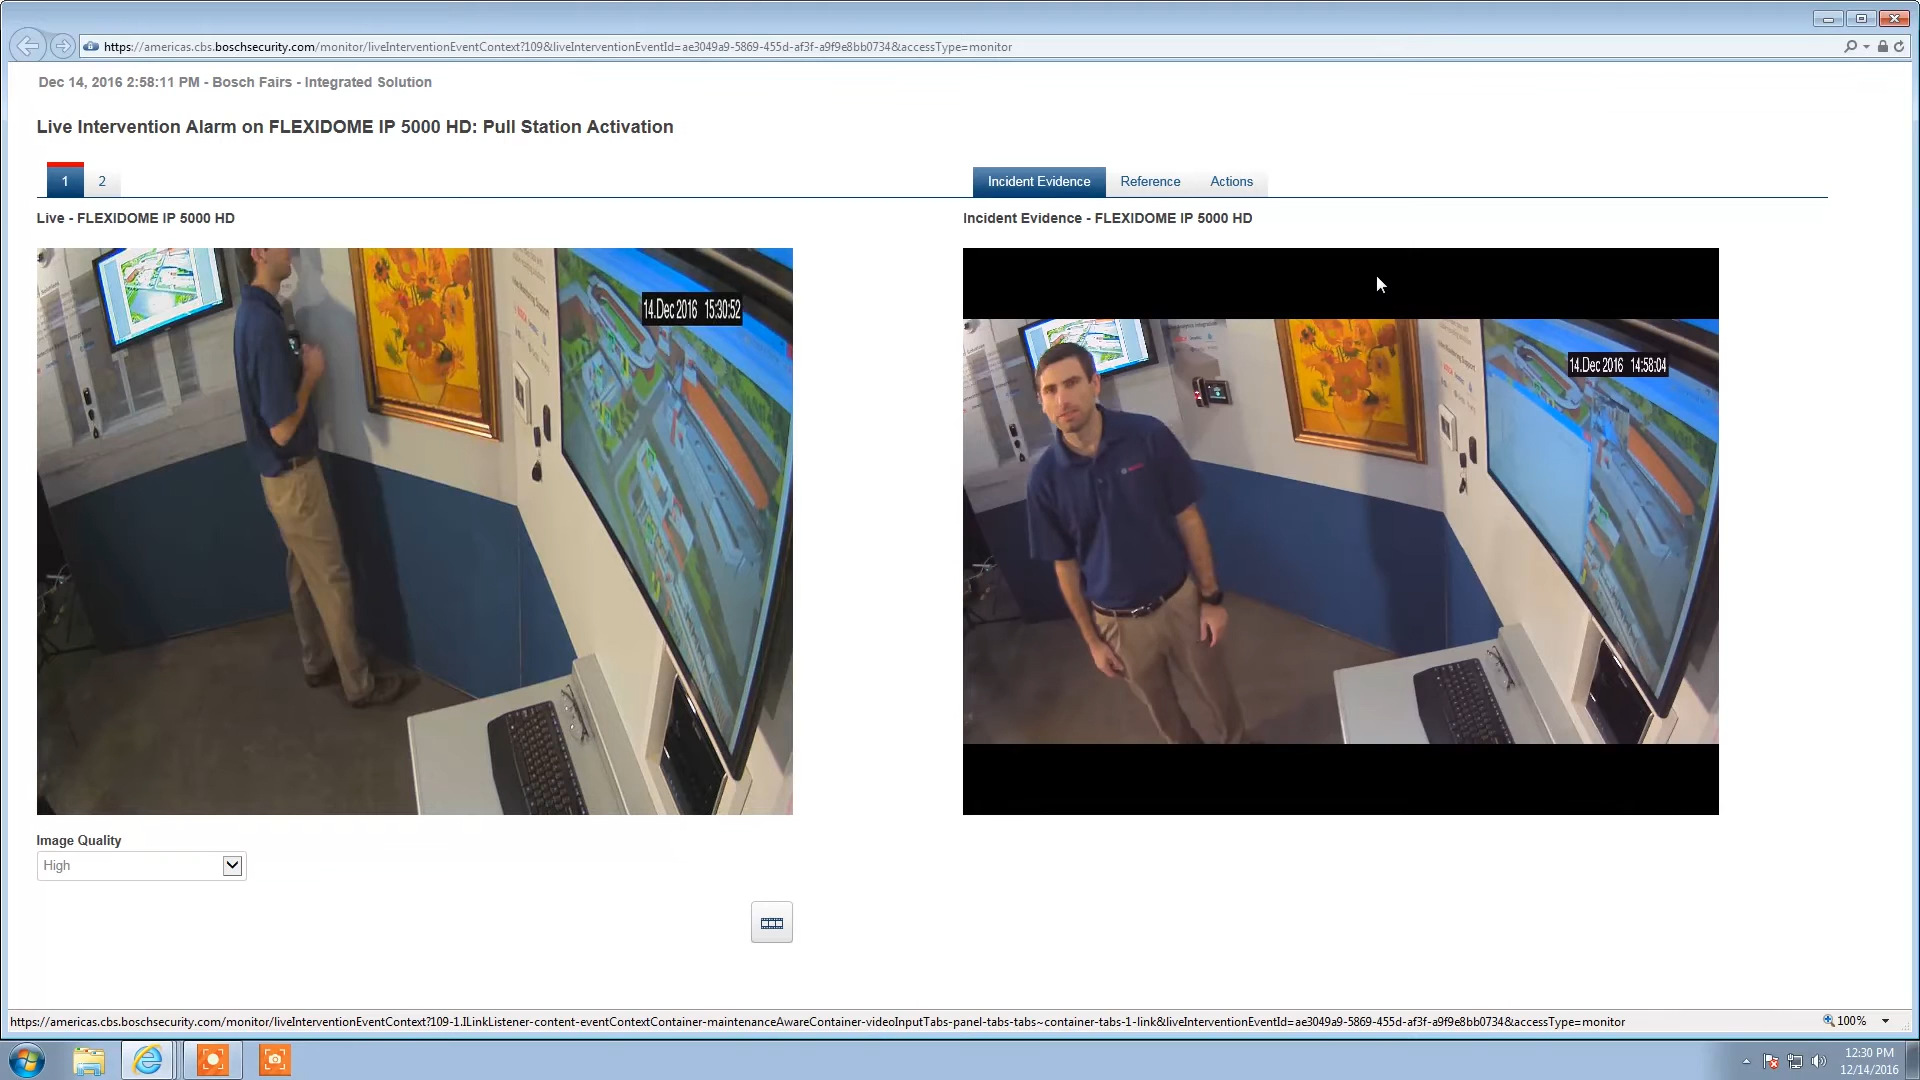 https://americas.cbs.boschsecurity.com/monitor/liveInterventionEventContext?109&liveInterventionEventId=ae3049a9-5869-455d-af3f-a9f9e8bb0734&accessType=monitor
Dec 14, 2016 2:58:11 PM - Bosch Fairs - Integrated Solution
Live Intervention Alarm on FLEXIDOME IP 5000 HD: Pull Station Activation
1 2
Incident Evidence Reference Actions
Live - FLEXIDOME IP 5000 HD
Incident Evidence - FLEXIDOME IP 5000 HD
14.Dec 2016 15:30:52
14.Dec 2016 14:58:04
Image Quality
High
https://americas.cbs.boschsecurity.com/monitor/liveInterventionEventContext?109-1.ILinkListener-content-eventContextContainer-maintenanceAwareContainer-videoInputTabs-panel-tabs-tabs~container-tabs-1-link&liveInterventionEventId=ae3049a9-5869-455d-af3f-a9f9e8bb0734&accessType=monitor
100%
12:30 PM
12/14/2016